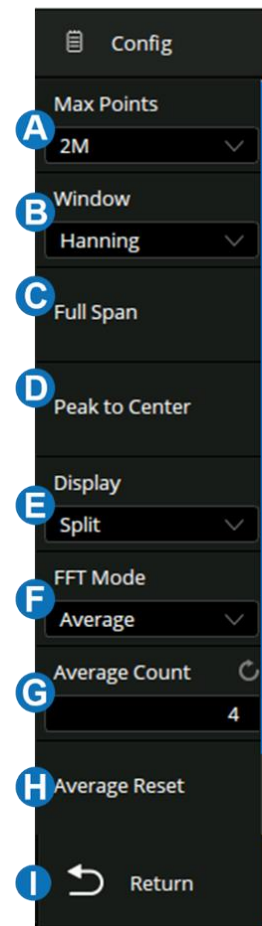 Config
Max Points
A
2M
Window
B
Hanning
C
Full Span
D
Peak to Center
Display
E
Split
FFT Mode
F
Average
Average Count
G
4
H Average Reset
I Return